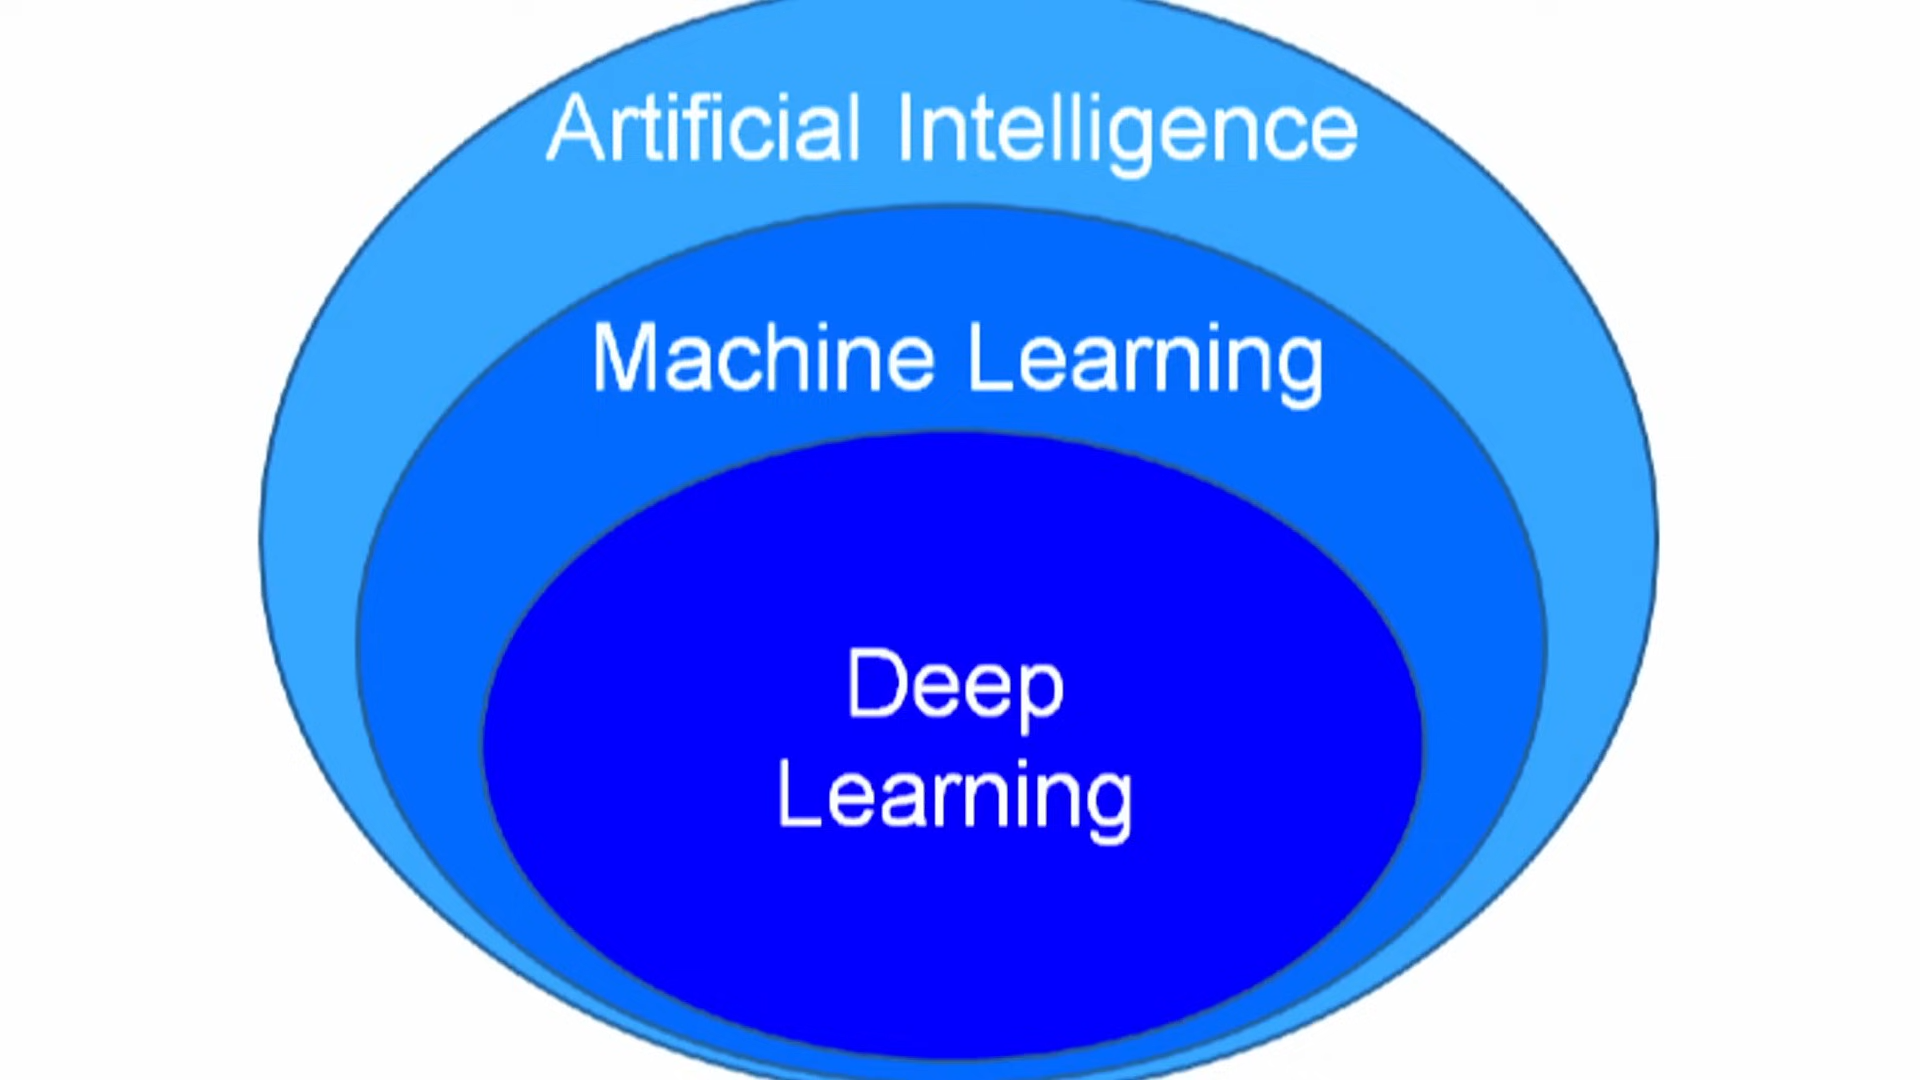 Artificial Intelligence
Machine Learning
Deep
Learning